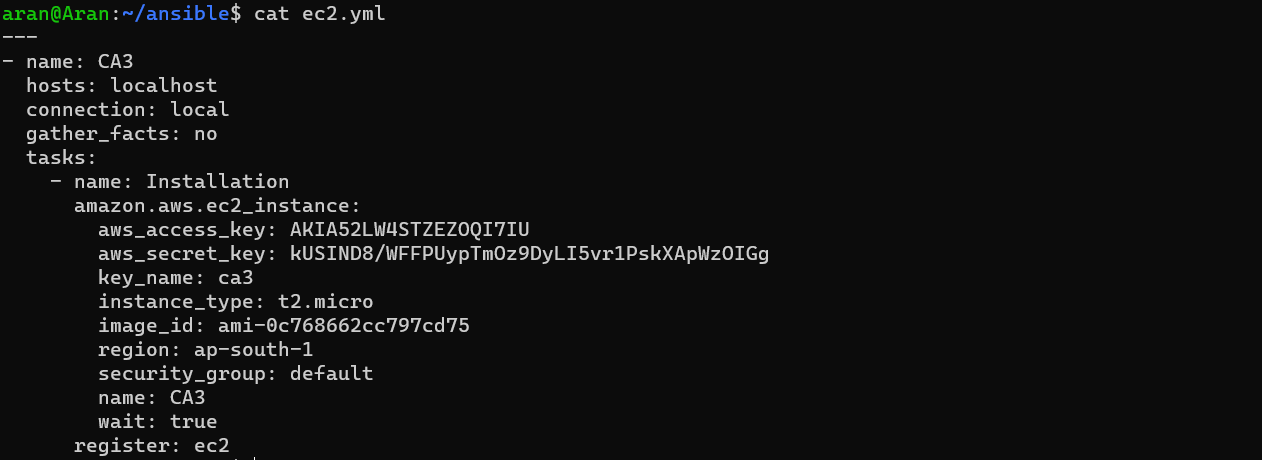 aran@Aran:~/ansible$ cat ec2.yml
---
- name: CA3
  hosts: localhost
  connection: local
  gather_facts: no
  tasks:
    - name: Installation
      amazon.aws.ec2_instance:
        aws_access_key: AKIA52LW4STZEZOQI7IU
        aws_secret_key: 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
        key_name: ca3
        instance_type: t2.micro
        image_id: ami-0c768662cc797cd75
        region: ap-south-1
        security_group: default
        name: CA3
        wait: true
      register: ec2